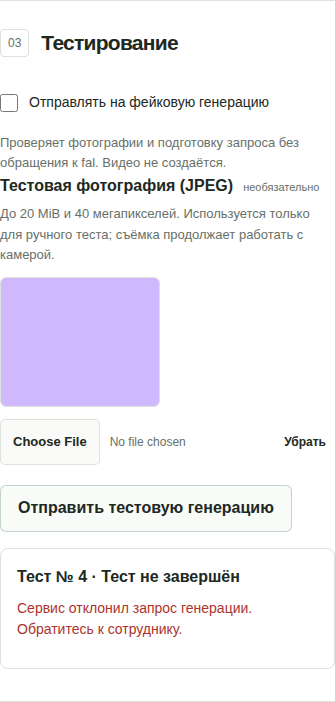 03 Тестирование
Отправлять на фейковую генерацию
Проверяет фотографии и подготовку запроса без
обращения к fal. Видео не создаётся.
Тестовая фотография (JPEG) необязательно
До 20 MiB и 40 мегапикселей. Используется только
для ручного теста; съёмка продолжает работать с
камерой.
Choose File No file chosen Убрать
Отправить тестовую генерацию
Тест № 4 · Тест не завершён
Сервис отклонил запрос генерации.
Обратитесь к сотруднику.